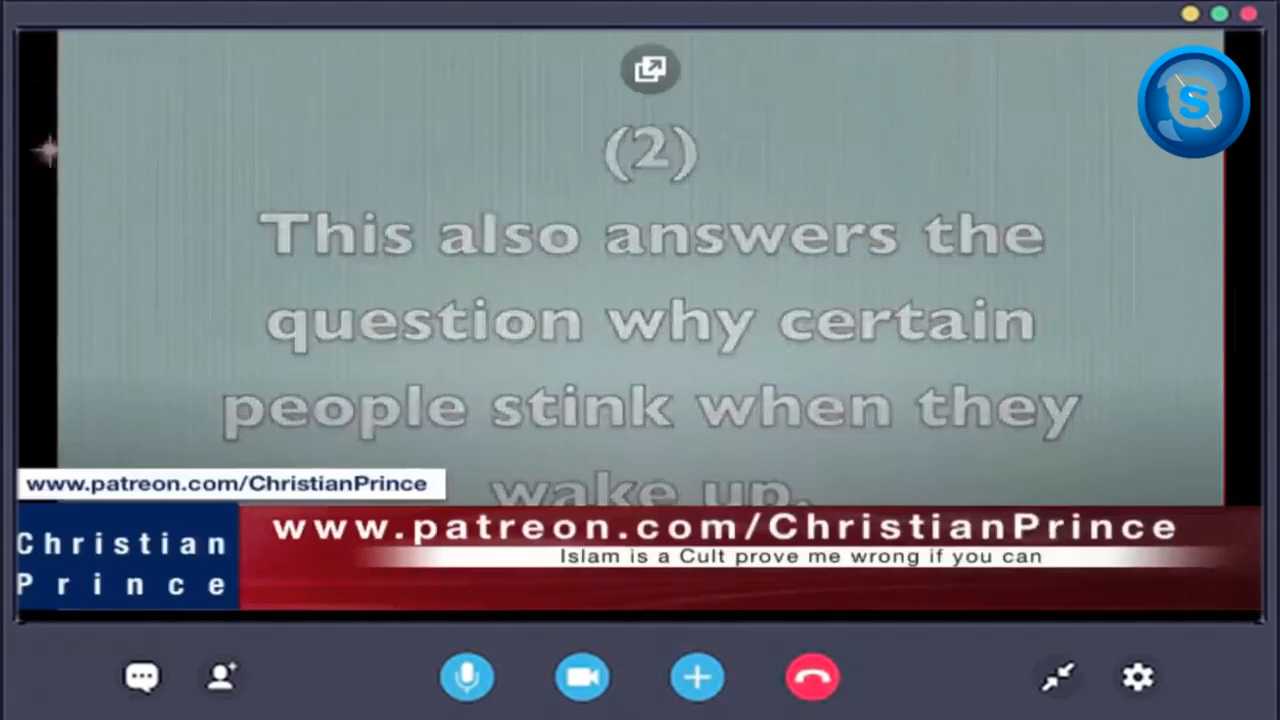 (2)
This also answers the
question why certain
people stink when they
wake up.
www.patreon.com/ChristianPrince
Christian
Prince
www.patreon.com/ChristianPrince
Islam is a Cult prove me wrong if you can
S